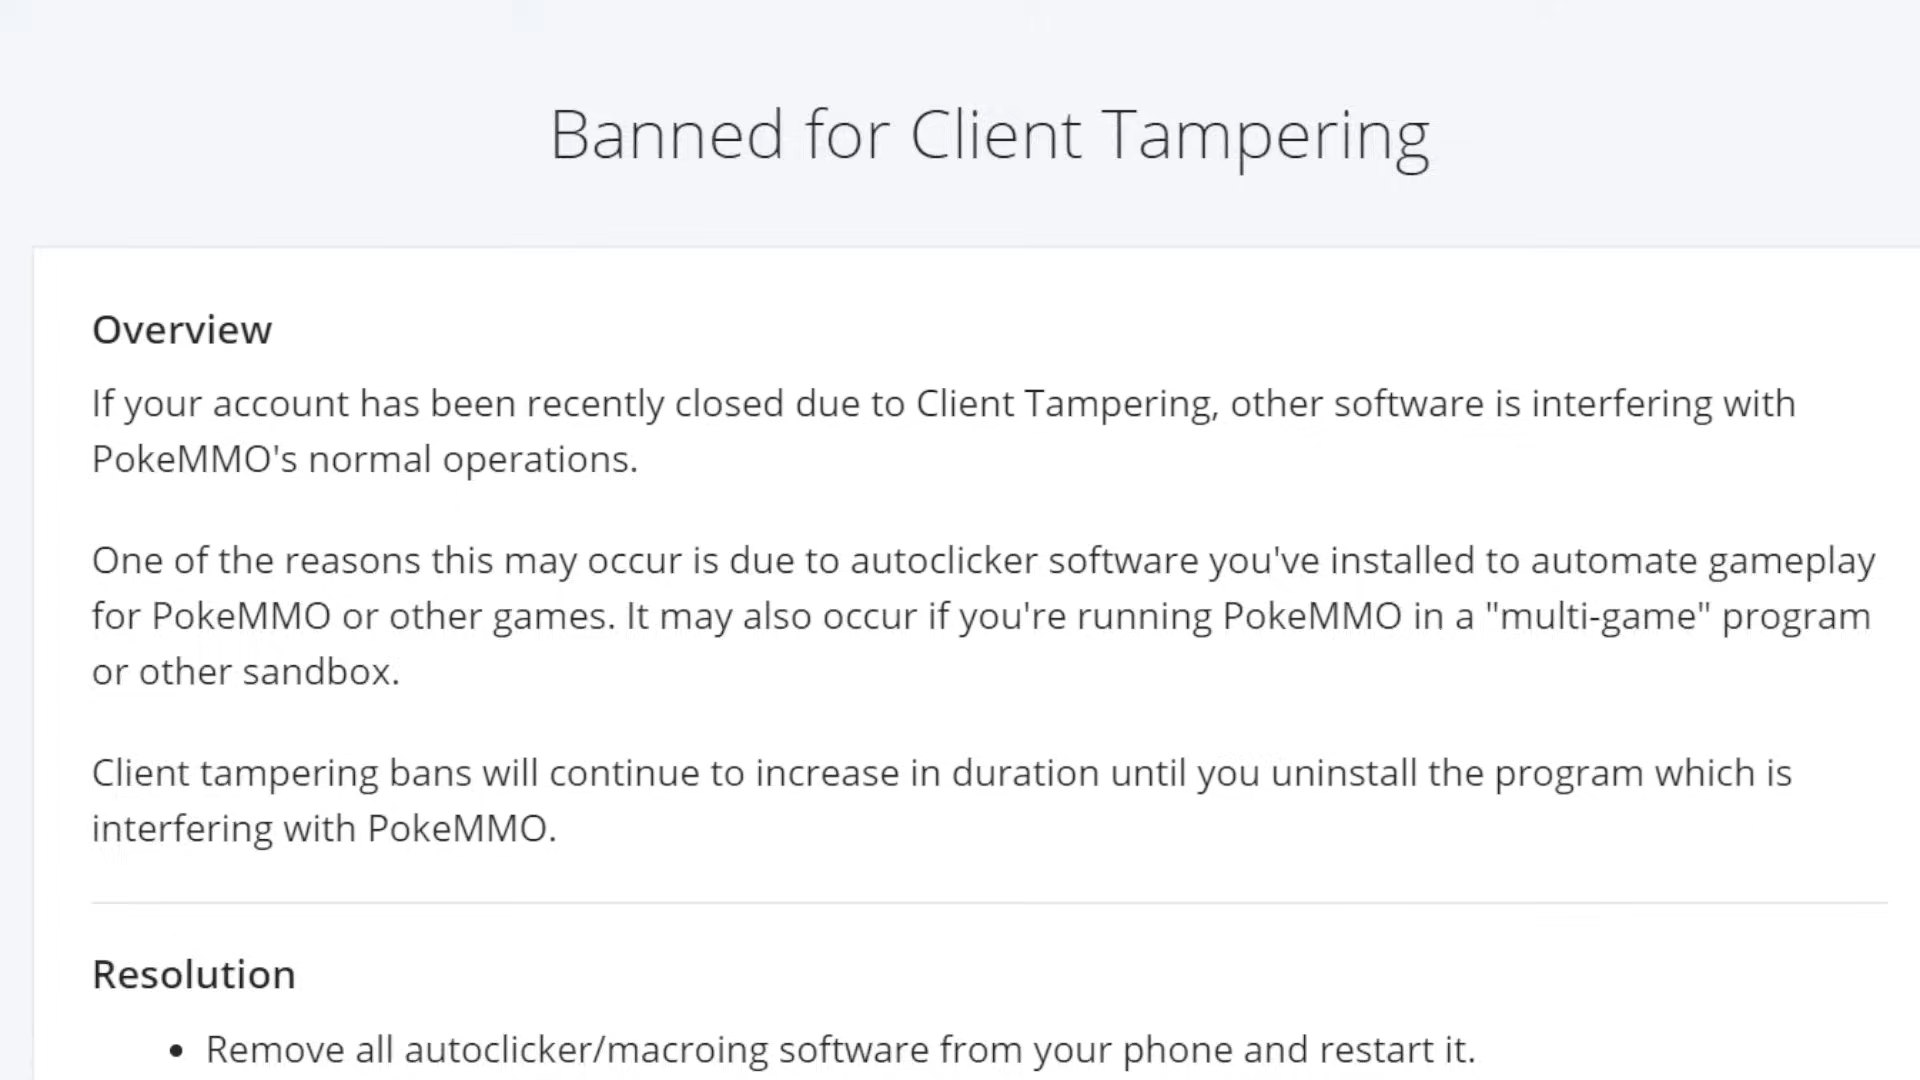 Banned for Client Tampering
Overview
If your account has been recently closed due to Client Tampering, other software is interfering with
PokeMMO's normal operations.
One of the reasons this may occur is due to autoclicker software you've installed to automate gameplay
for PokeMMO or other games. It may also occur if you're running PokeMMO in a "multi-game" program
or other sandbox.
Client tampering bans will continue to increase in duration until you uninstall the program which is
interfering with PokeMMO.
Resolution
• Remove all autoclicker/macroing software from your phone and restart it.